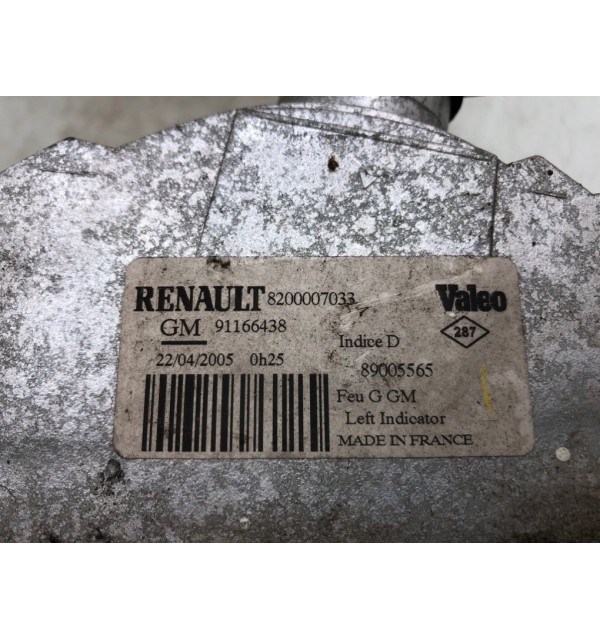 RENAULT 8200007033 Valeo
GM 91166438 Indice D 287
22/04/2005 0h25 89005565
Feu G GM
Left Indicator
MADE IN FRANCE